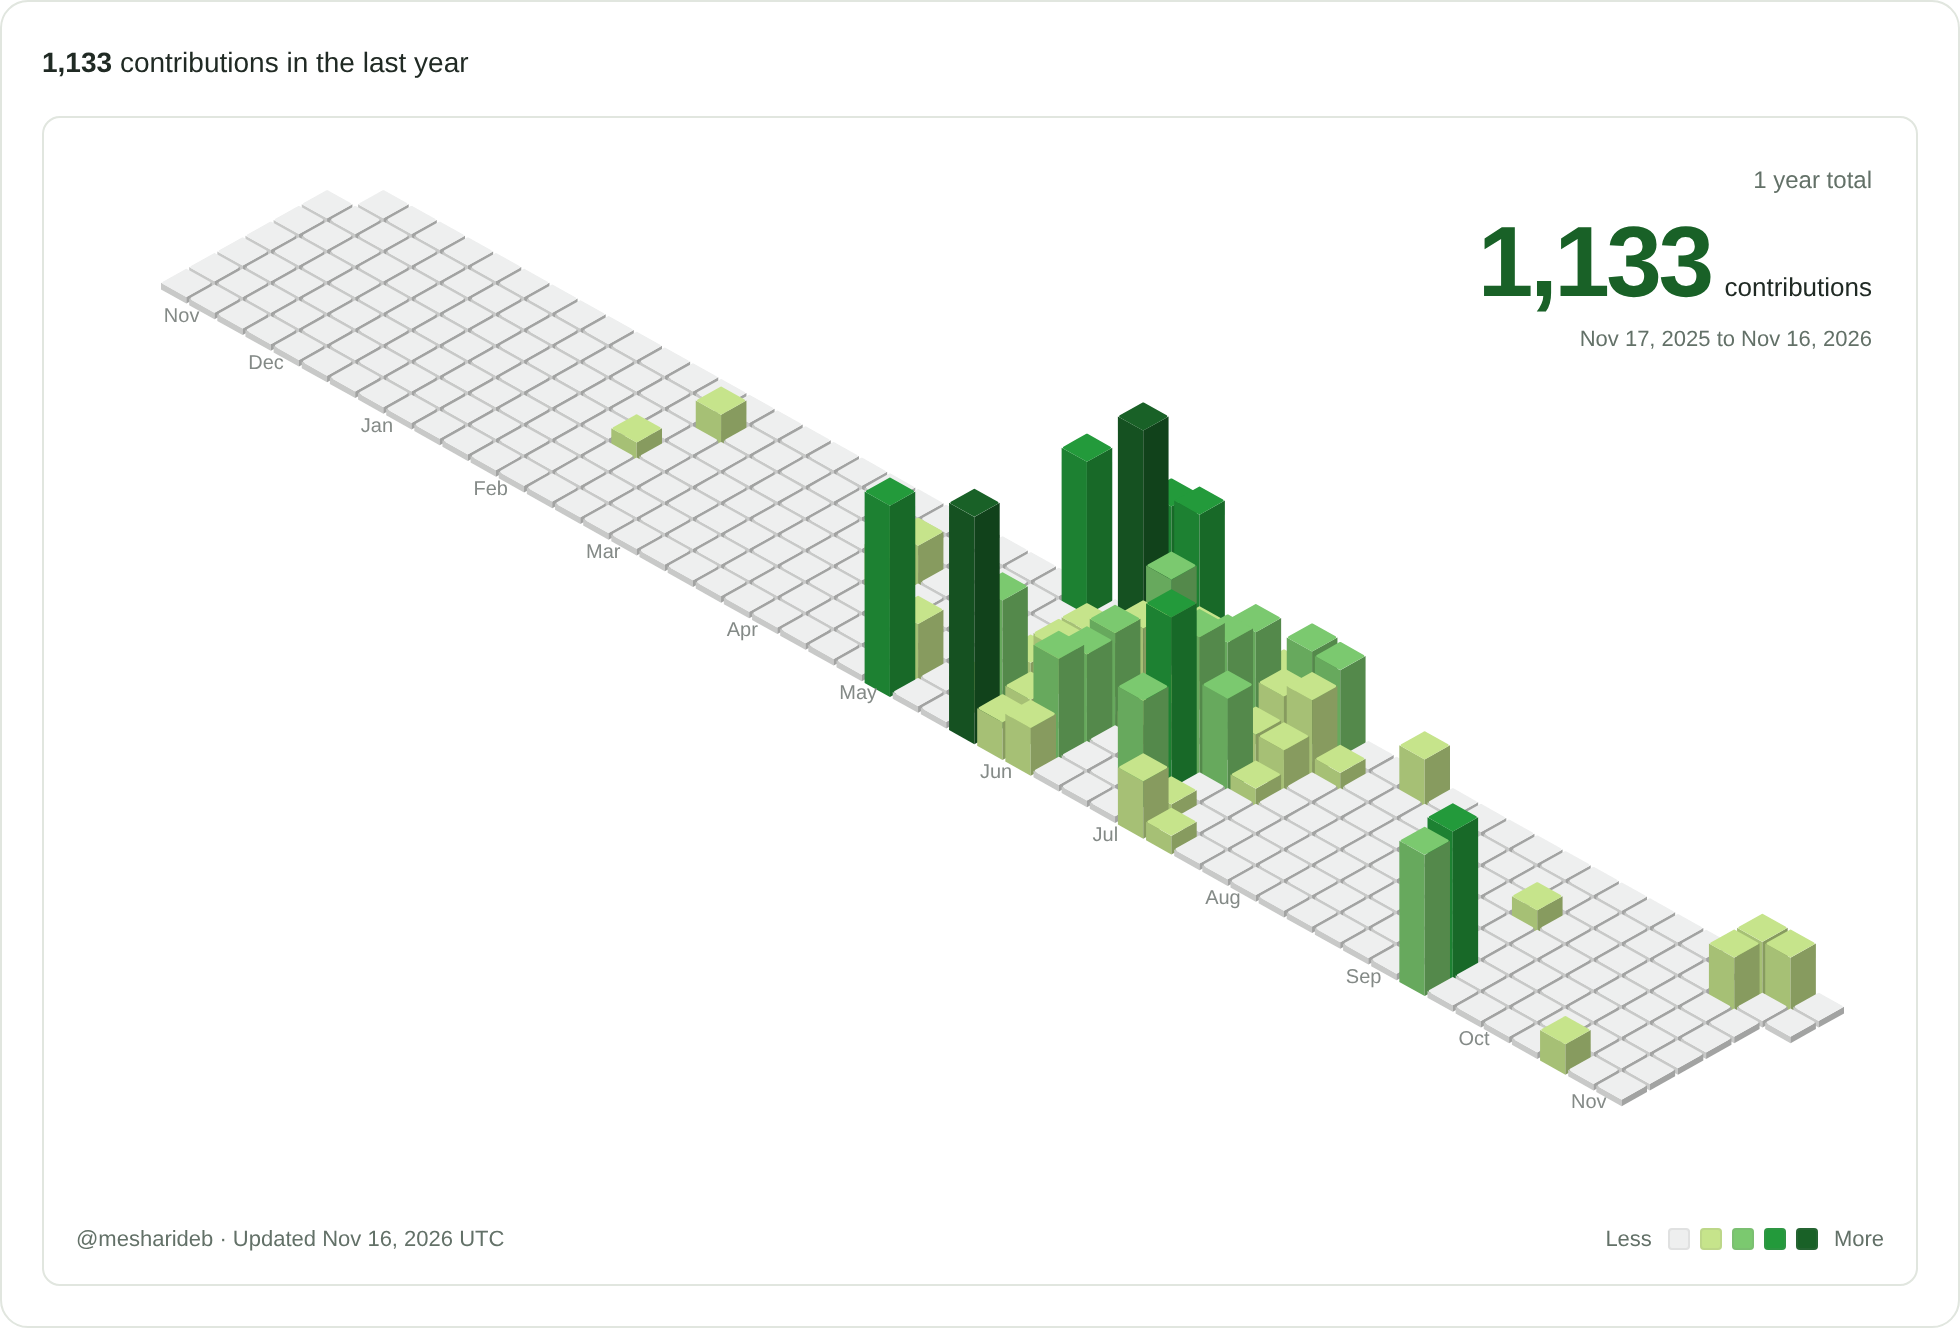 1,133 contributions in the last year
1 year total
1,133 contributions
Nov 17, 2025 to Nov 16, 2026
Nov
Dec
Jan
Feb
Mar
Apr
May
Jun
Jul
Aug
Sep
Oct
Nov
@mesharideb · Updated Nov 16, 2026 UTC
Less More